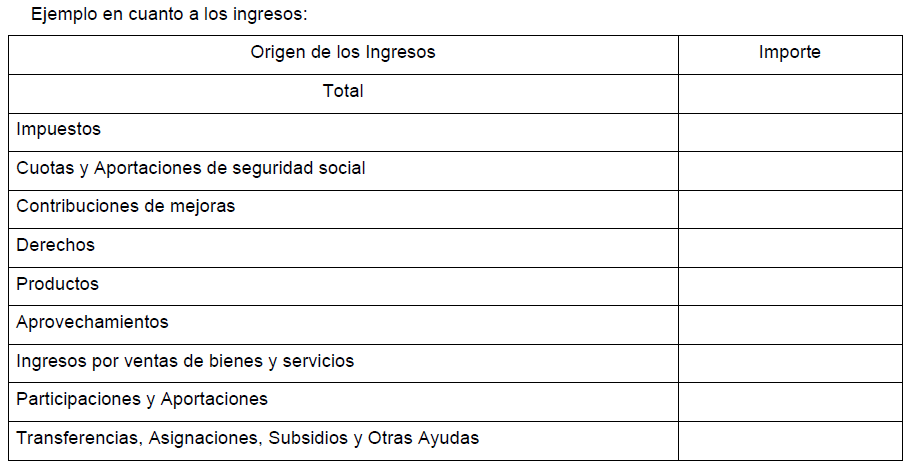 Ejemplo en cuanto a los ingresos:
Origen de los Ingresos Importe
Total
Impuestos
Cuotas y Aportaciones de seguridad social
Contribuciones de mejoras
Derechos
Productos
Aprovechamientos
Ingresos por ventas de bienes y servicios
Participaciones y Aportaciones
Transferencias, Asignaciones, Subsidios y Otras Ayudas